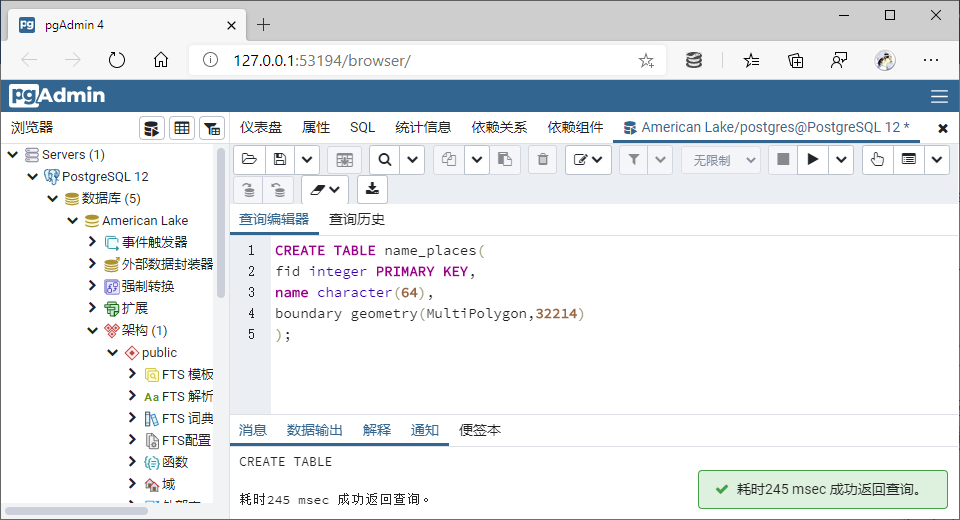 pgAdmin 4
127.0.0.1:53194/browser/
pgAdmin
浏览器
仪表盘 属性 SQL 统计信息 依赖关系 依赖组件 American Lake/postgres@PostgreSQL 12 *
Servers (1)
PostgreSQL 12
数据库 (5)
American Lake
事件触发器
外部数据封装器
强制转换
扩展
架构 (1)
public
FTS 模板
FTS 解析
FTS 词典
FTS配置
函数
域
无限制
查询编辑器 查询历史
1 CREATE TABLE name_places(
2 fid integer PRIMARY KEY,
3 name character(64),
4 boundary geometry(MultiPolygon,32214)
5 );
消息 数据输出 解释 通知 便签本
CREATE TABLE
耗时245 msec 成功返回查询。
耗时245 msec 成功返回查询。